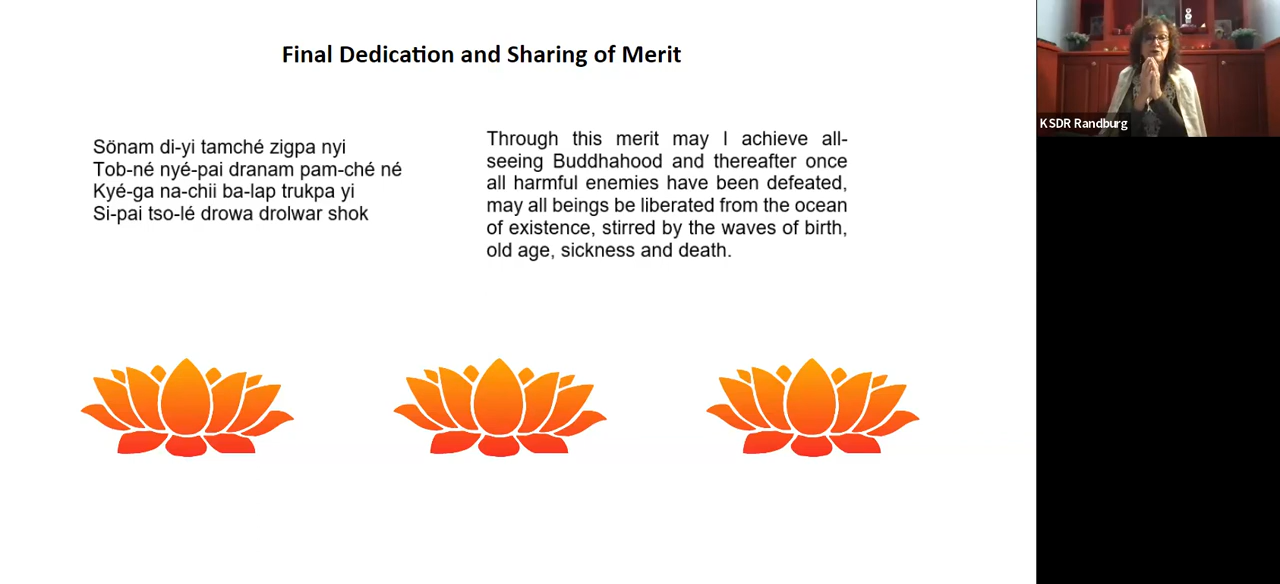 Final Dedication and Sharing of Merit
Sönam di-yi tamché zigpa nyi
Tob-né nyé-pai dranam pam-ché né
Kyé-ga na-chii ba-lap trukpa yi
Si-pai tso-lé drowa drolwar shok
Through this merit may I achieve all-
seeing Buddhahood and thereafter once
all harmful enemies have been defeated,
may all beings be liberated from the ocean
of existence, stirred by the waves of birth,
old age, sickness and death.
KSDR Randburg